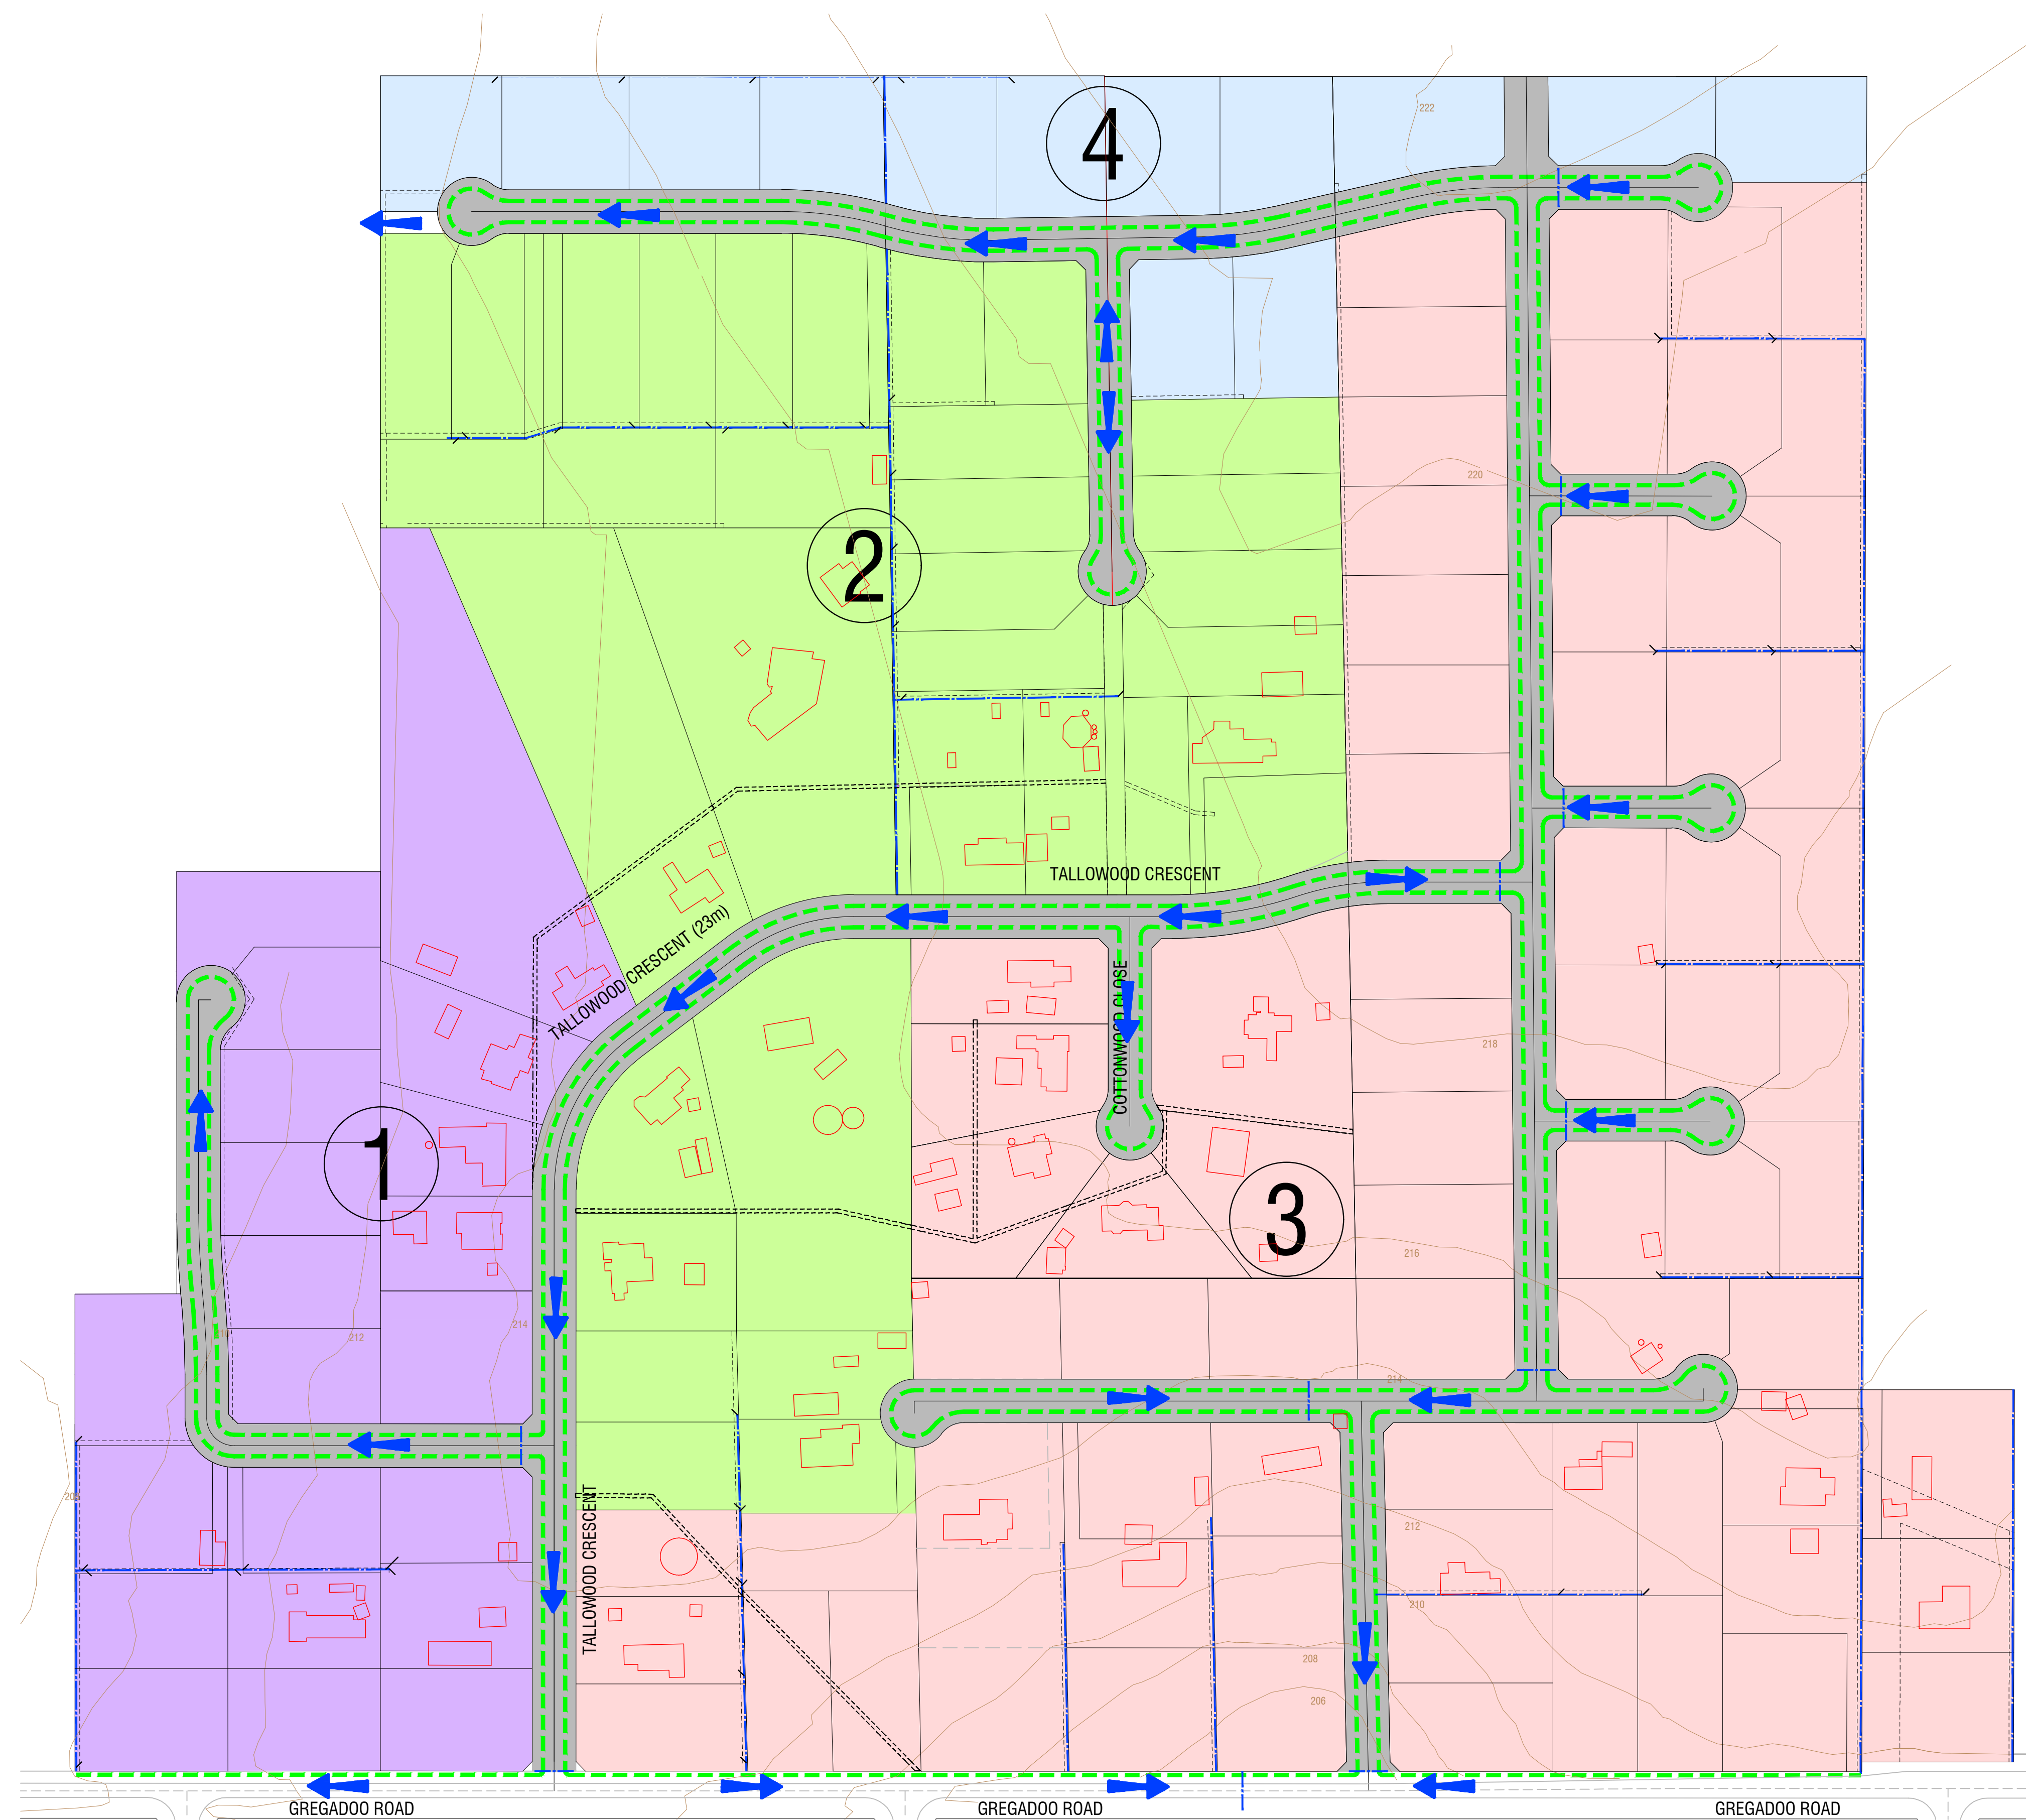 222
4
220
2
TALLOWOOD CRESCENT
TALLOWOOD CRESCENT (23m)
COTTONWOOD CLOSE
218
1
3
216
214
212
214
TALLOWOOD CRESCENT
212
210
208
206
GREGADOO ROAD
GREGADOO ROAD
GREGADOO ROAD